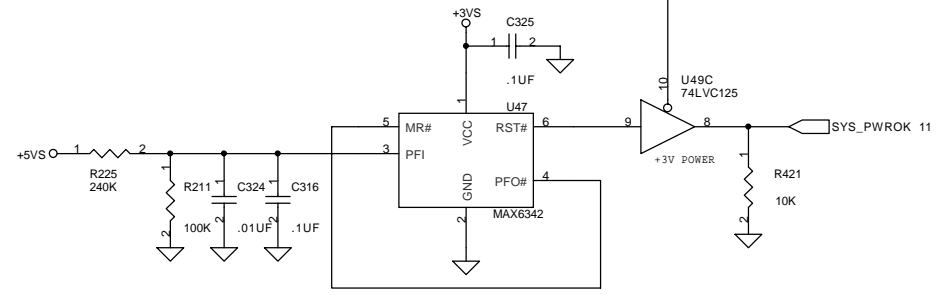 +3VS
C325
1 2
.1UF
10
U49C
74LVC125
1
U47
5 MR# VCC RST# 6 9 8 SYS_PWROK 11
+5VS 1 2 3 PFI
+3V POWER
R225
240K
1 R211 1 C324 1 C316
GND PFO# 4
1 R421
2 100K 2 .01UF 2 .1UF
2 MAX6342
10K
2